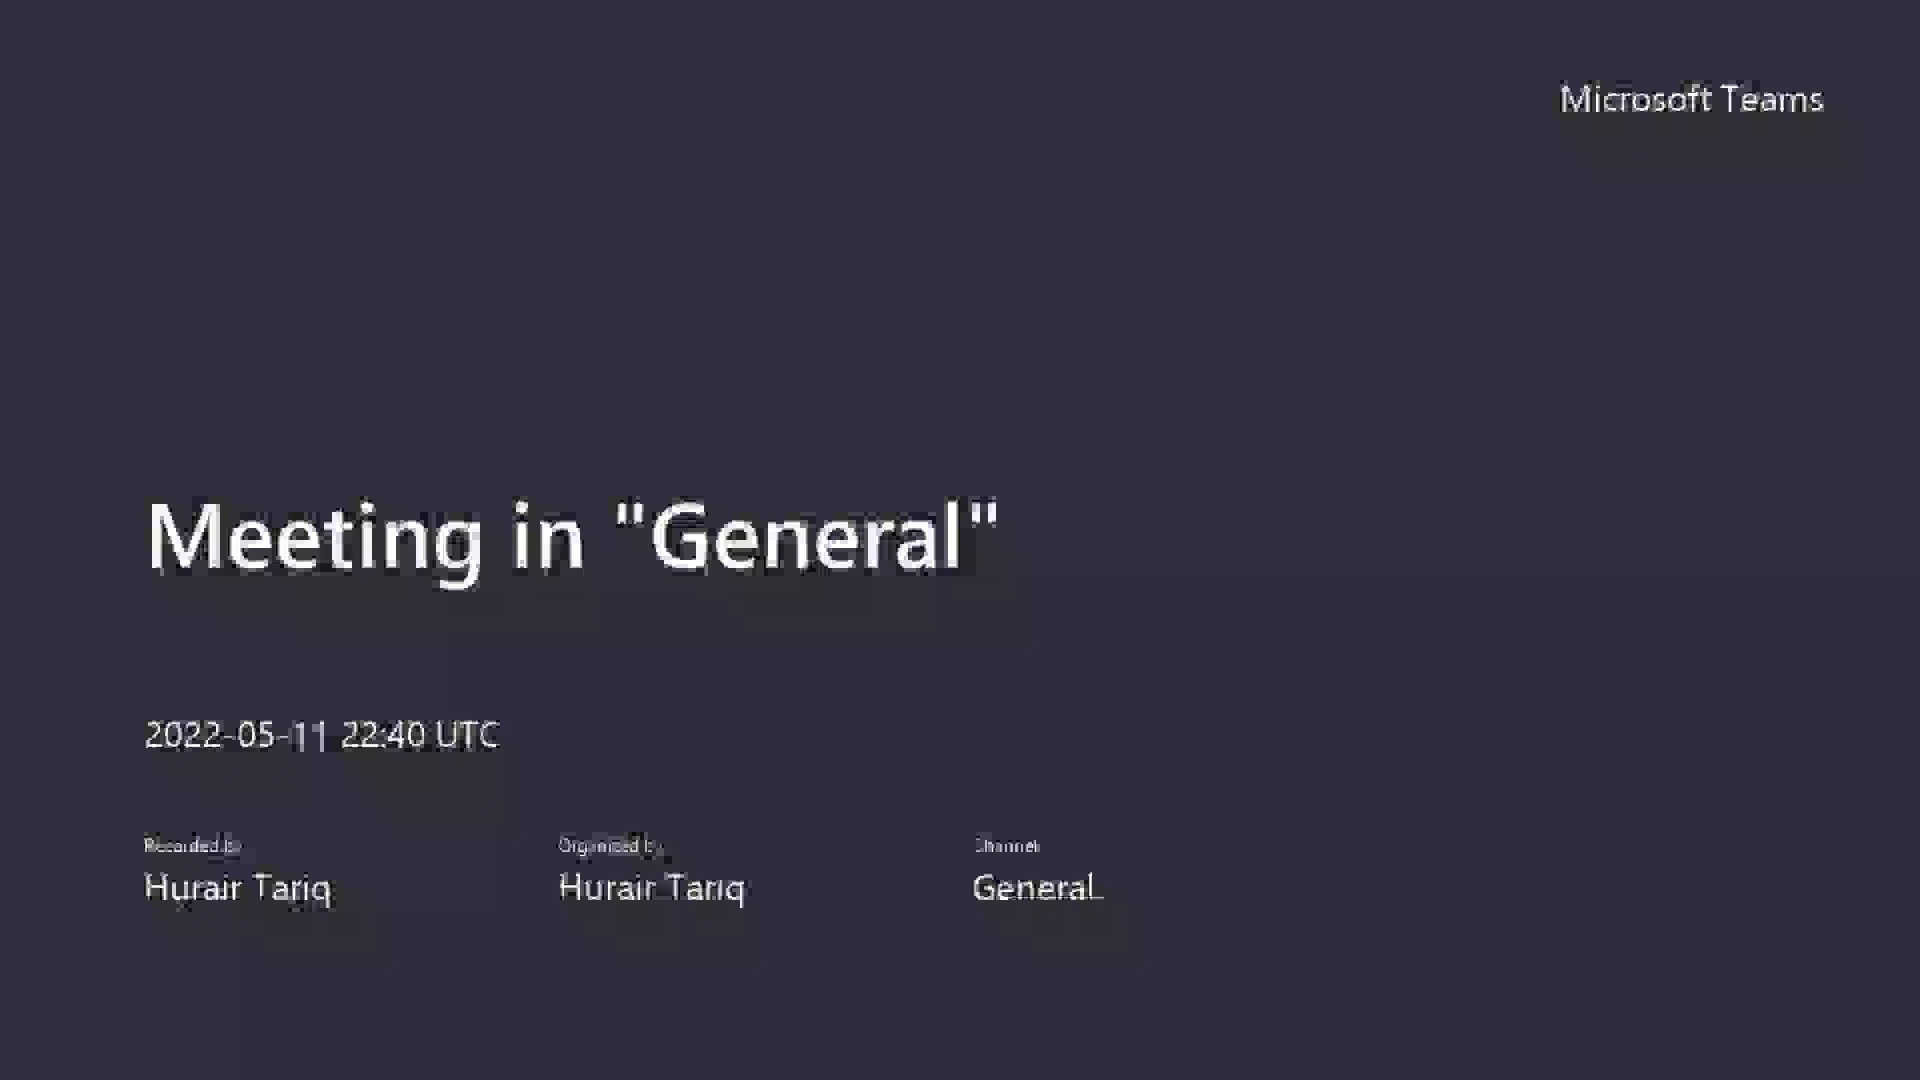 Microsoft Teams
Meeting in "General"
2022-05-11 22:40 UTC
Recorded by Organized by Channel
Hurair Tariq Hurair Tariq General